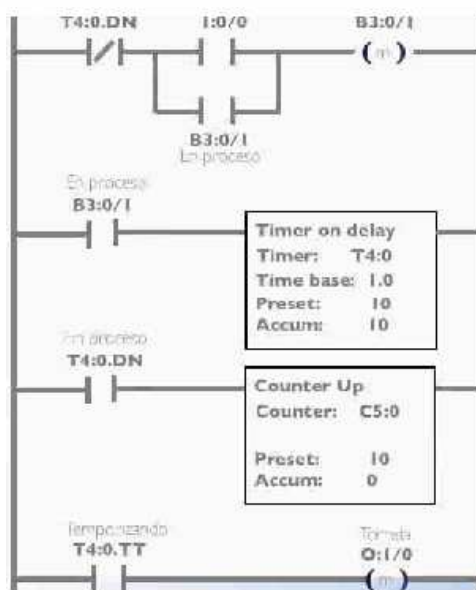 T4:0.DN
I:0/0
B3:0/1
(m)
B3:0/1
En proceso
En proceso
B3:0/1
Timer on delay
Timer: T4:0
Time base: 1.0
Preset: 10
Accum: 10
Fin proceso
T4:0.DN
Counter Up
Counter: C5:0
Preset: 10
Accum: 0
Temporizando
T4:0.TT
O:1/0
(m)